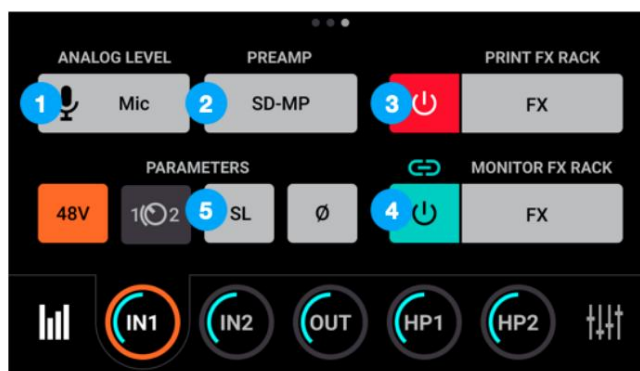 ANALOG LEVEL PREAMP PRINT FX RACK
1 Mic 2 SD-MP 3 FX
PARAMETERS MONITOR FX RACK
48V 1 2 5 SL Ø 4 FX
IN1 IN2 OUT HP1 HP2